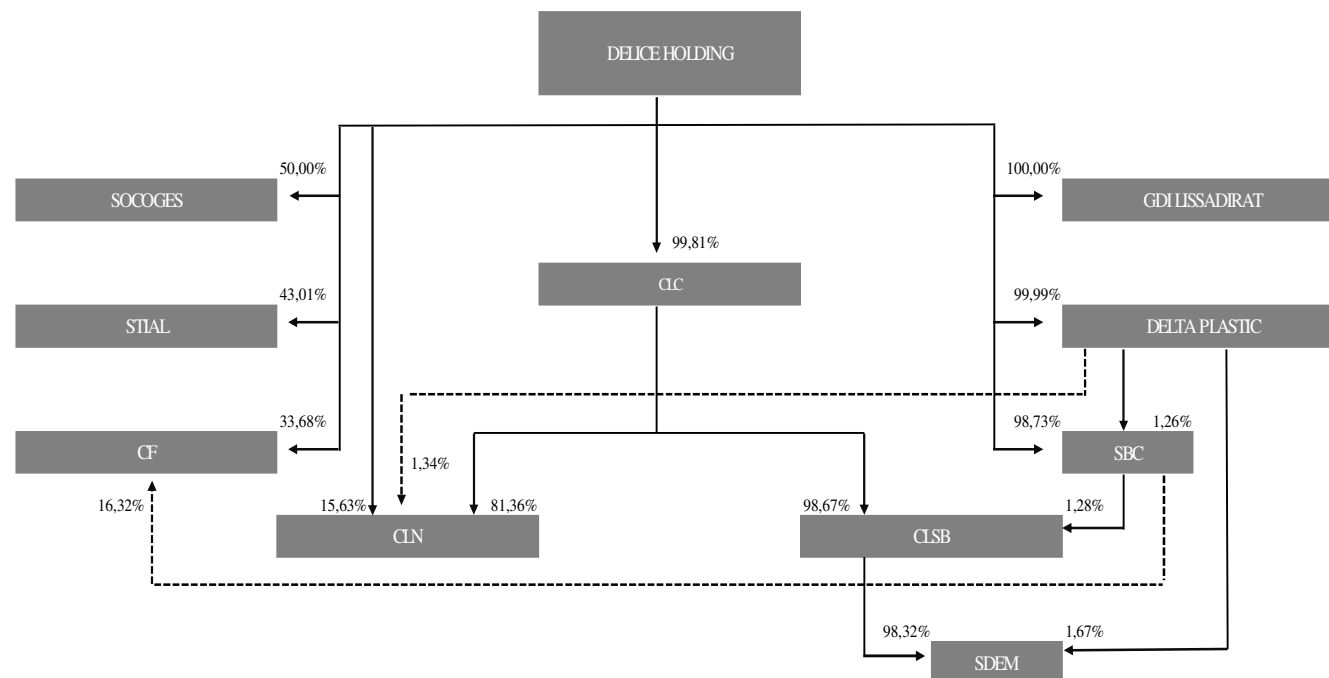 DELICE HOLDING
50,00%
100,00%
SOCOGES
GDI LISSADIRAT
99,81%
CLC
43,01%
99,99%
STIAL
DELTA PLASTIC
33,68%
98,73%
1,26%
CF
SBC
1,34%
16,32%
15,63%
81,36%
98,67%
1,28%
CLN
CLSB
98,32%
1,67%
SDEM